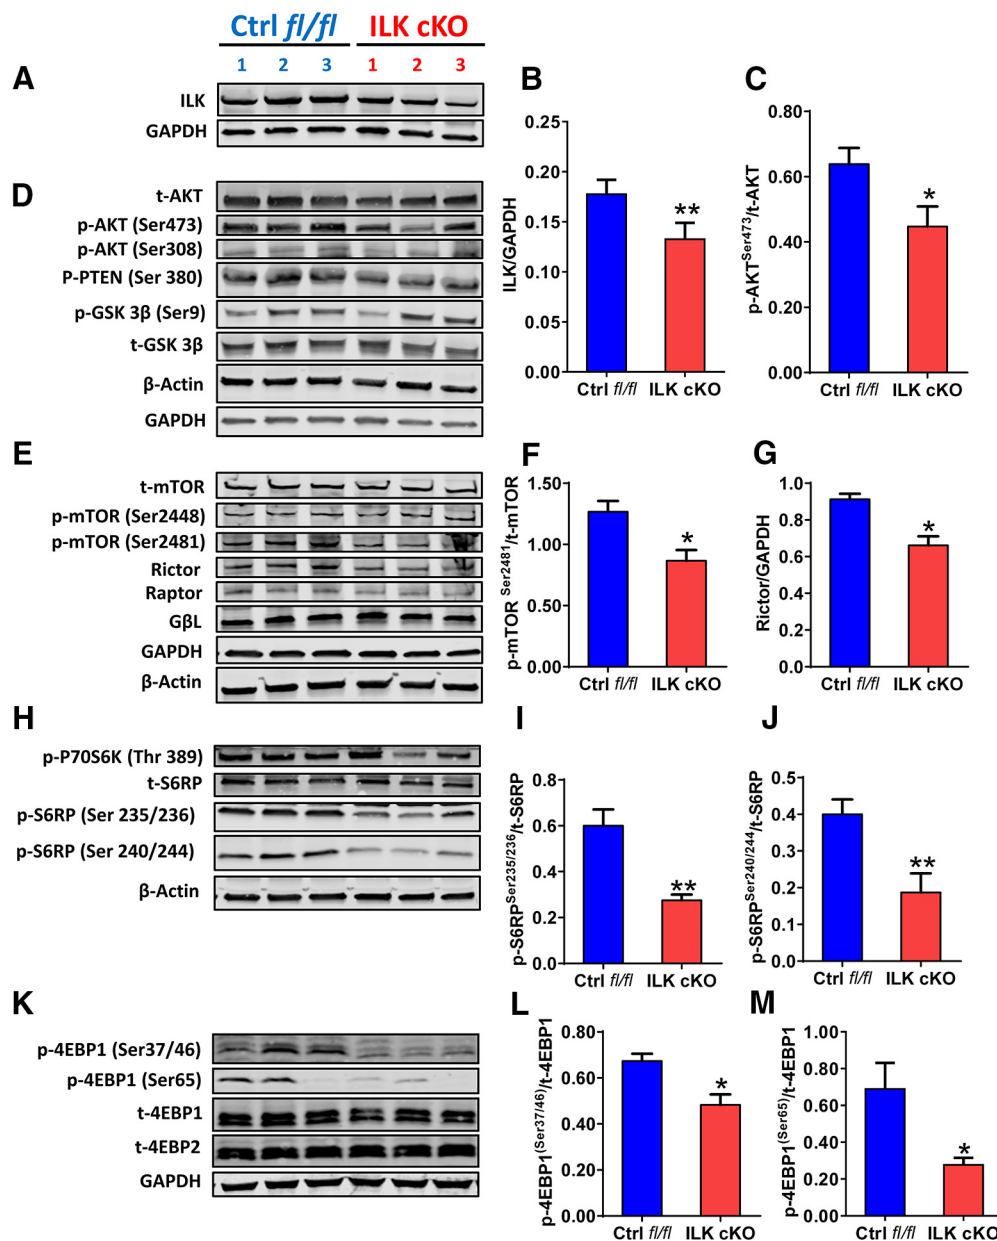 Ctrl fl/fl ILK cKO
1 2 3 1 2 3
A
ILK
GAPDH
B
ILK/GAPDH
0.25
0.20
0.15
0.10
0.05
0.00
**
Ctrl fl/fl ILK cKO
C
p-AKTSer473/t-AKT
0.80
0.60
0.40
0.20
0.00
*
Ctrl fl/fl ILK cKO
D
t-AKT
p-AKT (Ser473)
p-AKT (Ser308)
P-PTEN (Ser 380)
p-GSK 3β (Ser9)
t-GSK 3β
β-Actin
GAPDH
E
t-mTOR
p-mTOR (Ser2448)
p-mTOR (Ser2481)
Rictor
Raptor
GβL
GAPDH
β-Actin
F
p-mTOR Ser2481/t-mTOR
1.50
1.00
0.50
0.00
*
Ctrl fl/fl ILK cKO
G
Rictor/GAPDH
1.0
0.8
0.6
0.4
0.2
0.0
*
Ctrl fl/fl ILK cKO
H
p-P70S6K (Thr 389)
t-S6RP
p-S6RP (Ser 235/236)
p-S6RP (Ser 240/244)
β-Actin
I
p-S6RPSer235/236/t-S6RP
0.8
0.6
0.4
0.2
0.0
**
Ctrl fl/fl ILK cKO
J
p-S6RPSer240/244/t-S6RP
0.5
0.4
0.3
0.2
0.1
0.0
**
Ctrl fl/fl ILK cKO
K
p-4EBP1 (Ser37/46)
p-4EBP1 (Ser65)
t-4EBP1
t-4EBP2
GAPDH
L
p-4EBP1(Ser37/46)/t-4EBP1
0.80
0.60
0.40
0.20
0.00
*
Ctrl fl/fl ILK cKO
M
p-4EBP1(Ser65)/t-4EBP1
1.00
0.80
0.60
0.40
0.20
0.00
*
Ctrl fl/fl ILK cKO